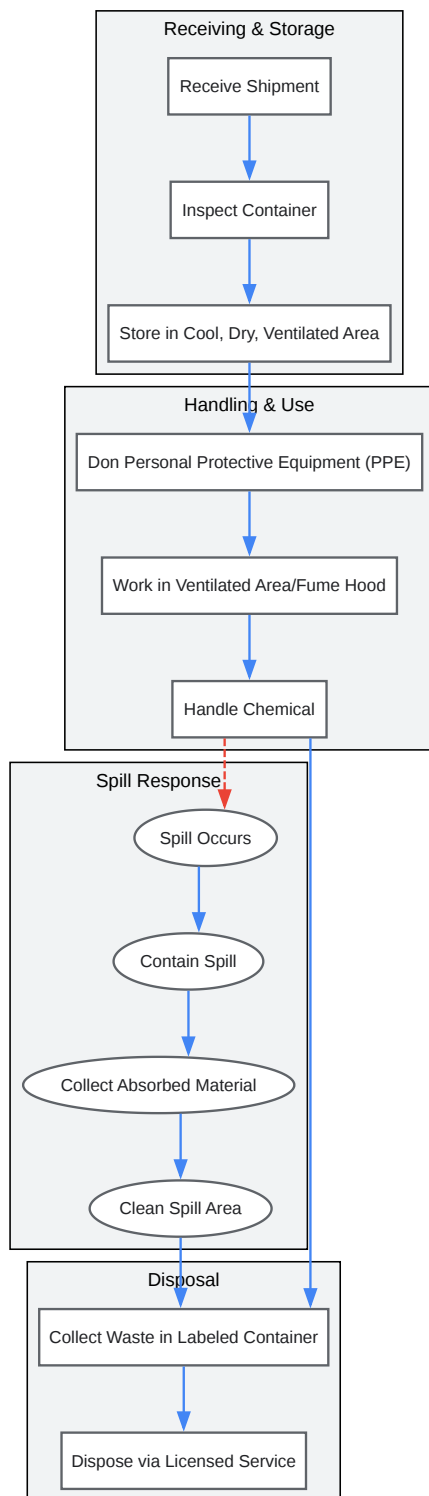 Receiving & Storage
Receive Shipment
Inspect Container
Store in Cool, Dry, Ventilated Area
Handling & Use
Don Personal Protective Equipment (PPE)
Work in Ventilated Area/Fume Hood
Handle Chemical
Spill Response
Spill Occurs
Contain Spill
Collect Absorbed Material
Clean Spill Area
Disposal
Collect Waste in Labeled Container
Dispose via Licensed Service